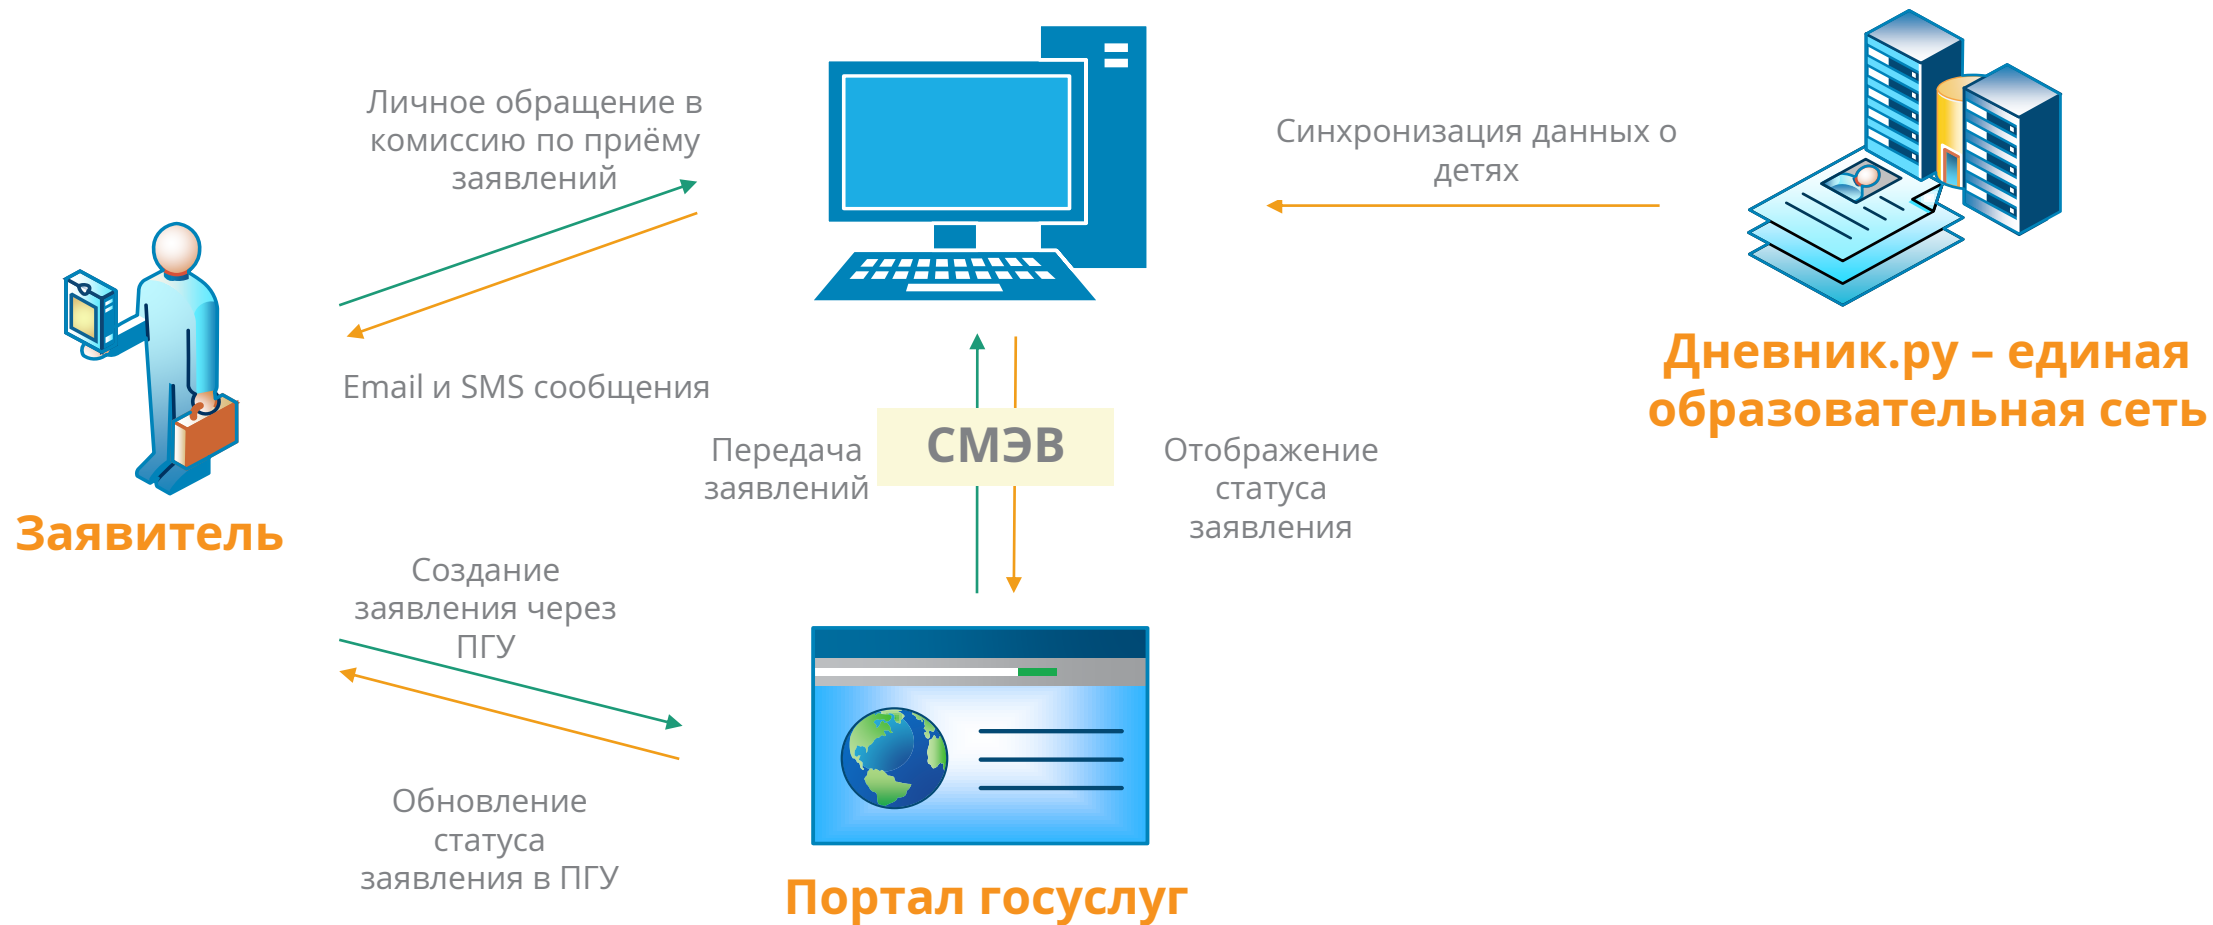 Личное обращение в
комиссию по приёму
заявлений
Синхронизация данных о
детях
Дневник.ру – единая
образовательная сеть
Email и SMS сообщения
Передача
заявлений
СМЭВ
Отображение
статуса
заявления
Заявитель
Создание
заявления через
ПГУ
Обновление
статуса
заявления в ПГУ
Портал госуслуг